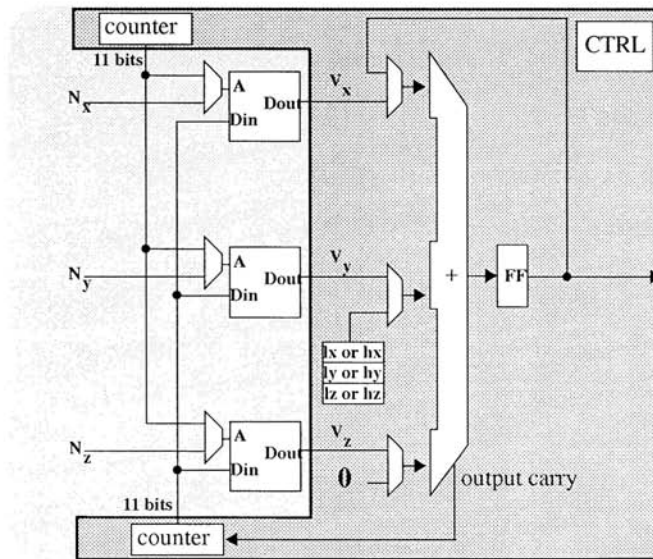 counter
CTRL
11 bits
A
Dout
Din
Nx
Vx
A
Dout
Din
Ny
Vy
+
FF
lx or hx
ly or hy
lz or hz
A
Dout
Din
Nz
Vz
0
output carry
11 bits
counter